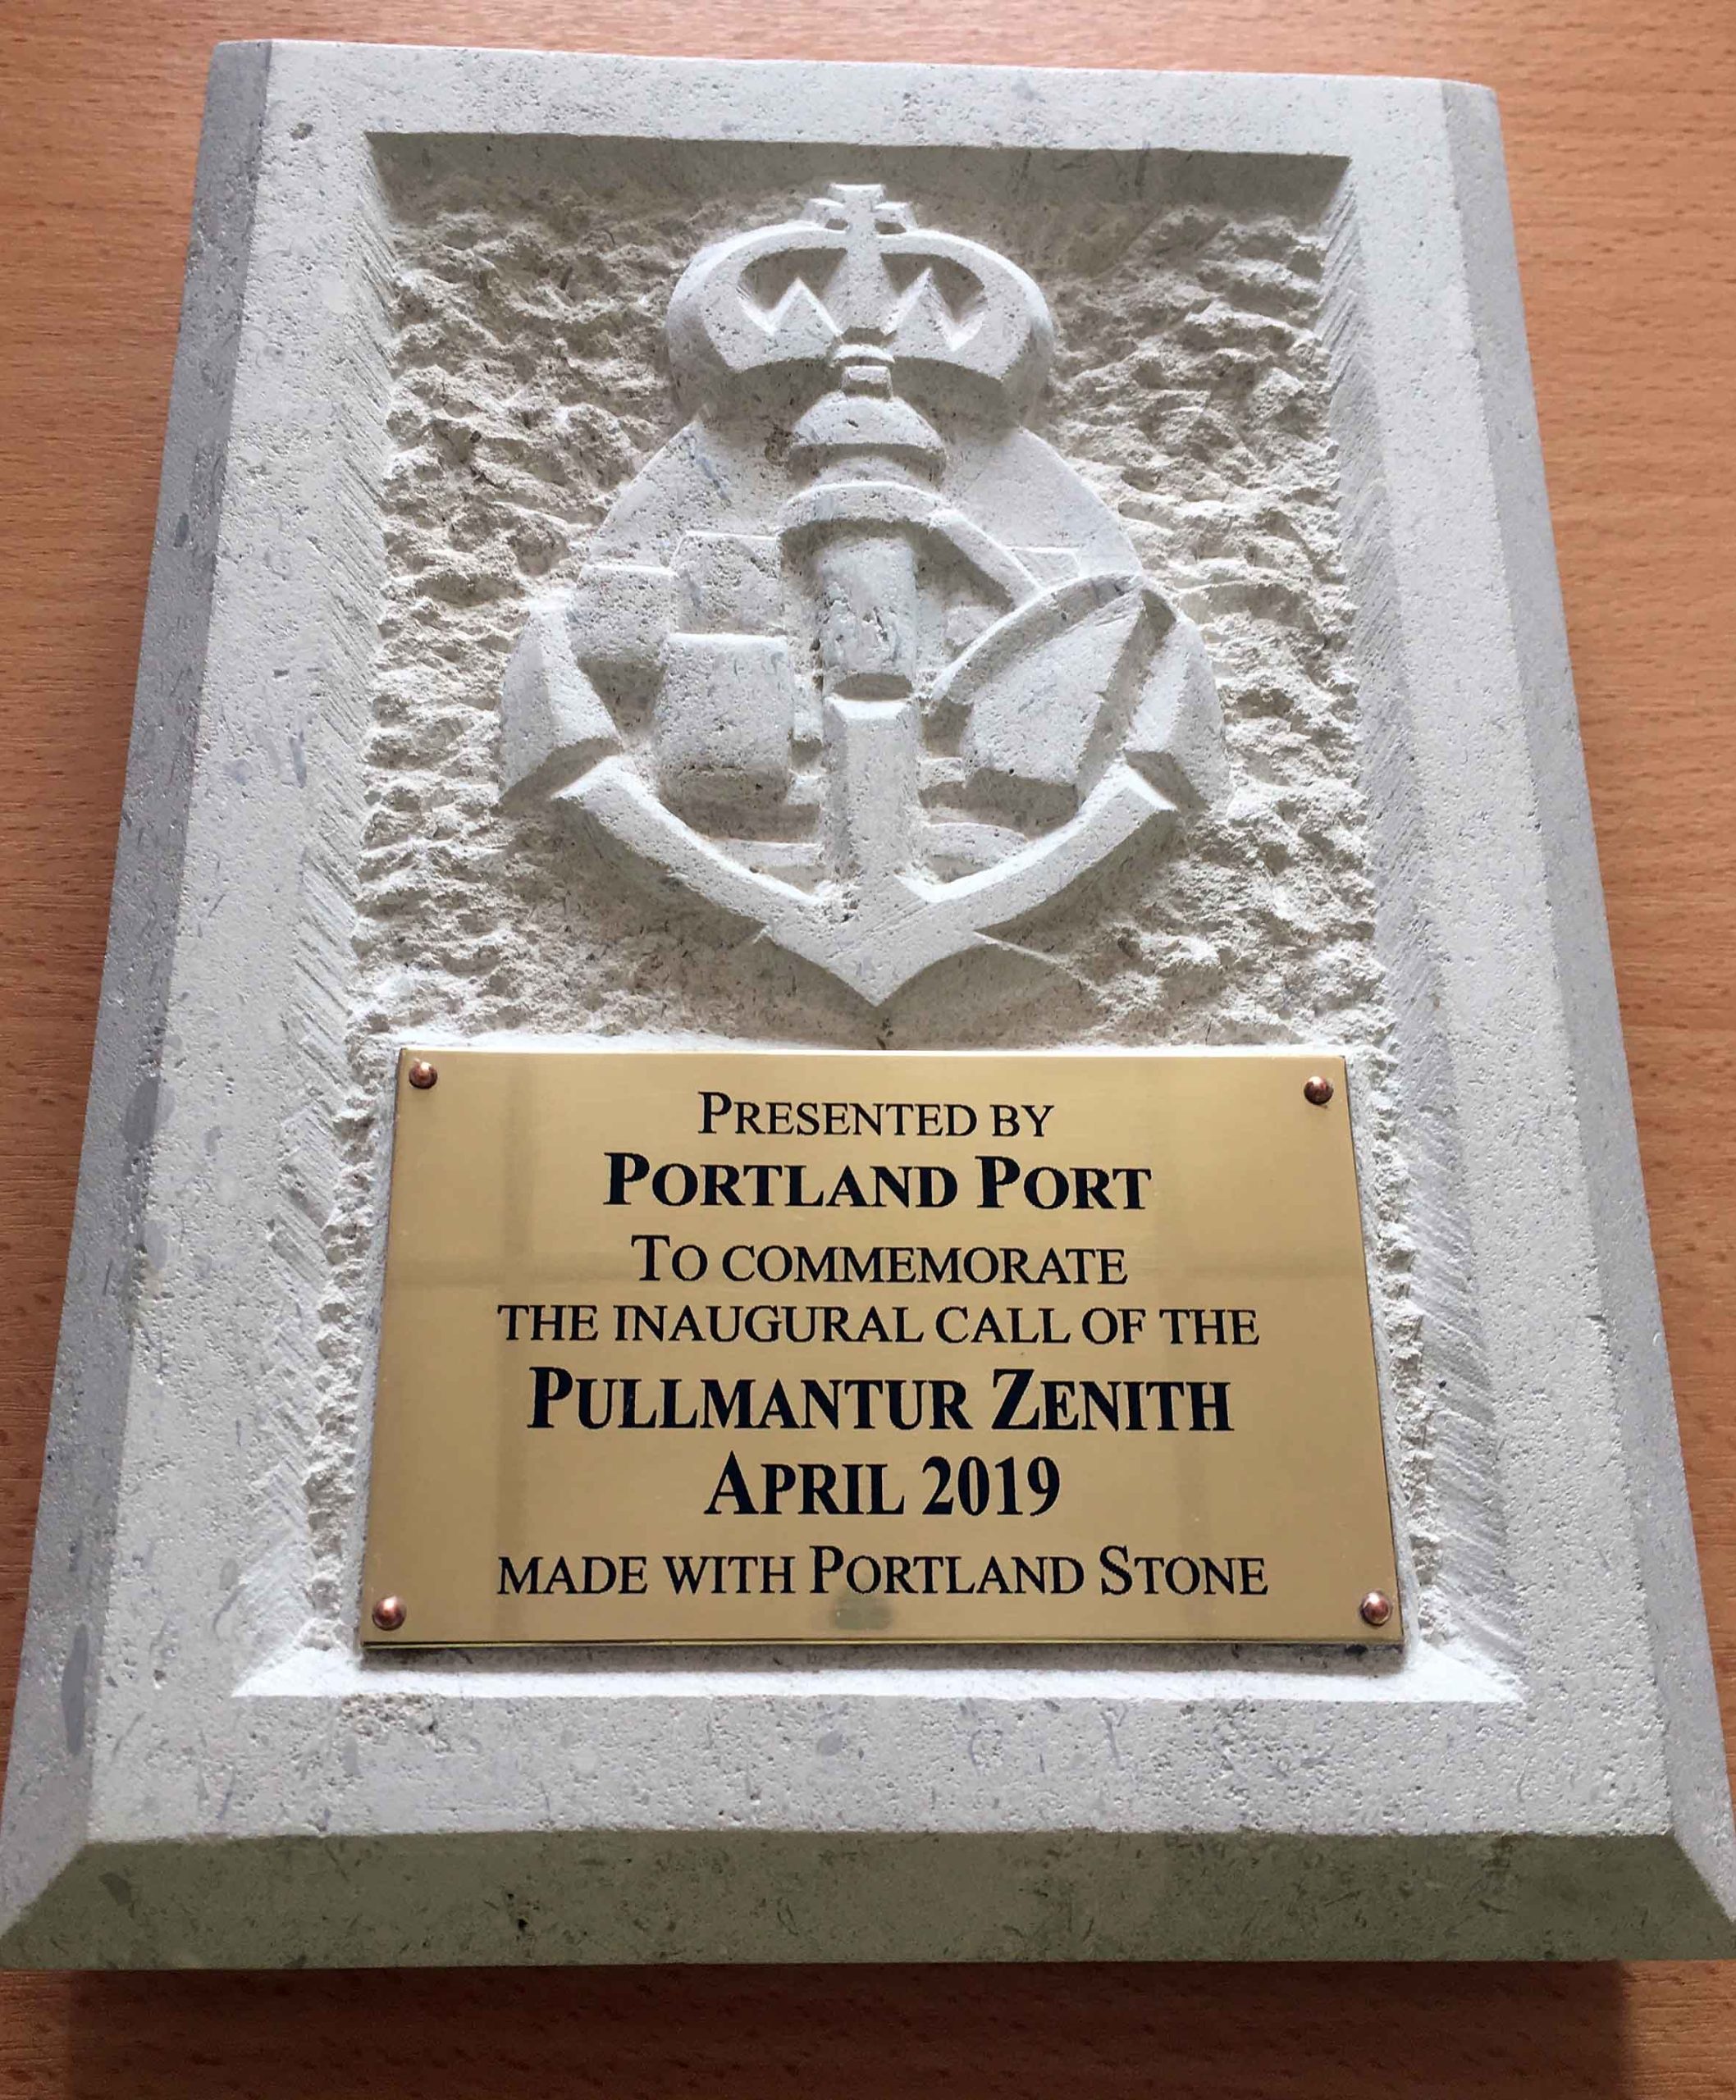 PRESENTED BY
PORTLAND PORT
TO COMMEMORATE
THE INAUGURAL CALL OF THE
PULLMANTUR ZENITH
APRIL 2019
MADE WITH PORTLAND STONE